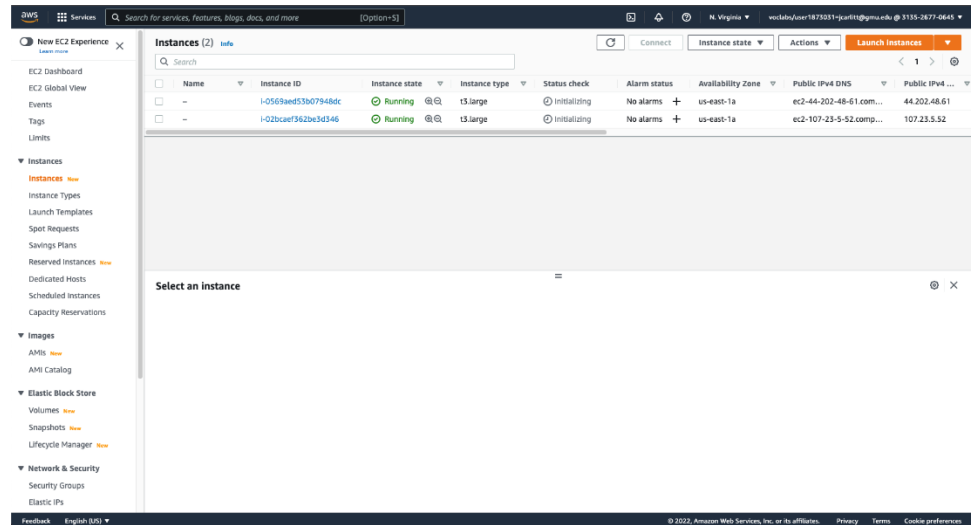 aws Services Search for services, features, blogs, docs, and more [Option+S] N. Virginia voclabs/user1873031=jcarlitt@gmu.edu @ 3135-2677-0645
New EC2 Experience
Learn more
EC2 Dashboard
EC2 Global View
Events
Tags
Limits
Instances
Instances New
Instance Types
Launch Templates
Spot Requests
Savings Plans
Reserved Instances New
Dedicated Hosts
Scheduled Instances
Capacity Reservations
Images
AMIs New
AMI Catalog
Elastic Block Store
Volumes New
Snapshots New
Lifecycle Manager New
Network & Security
Security Groups
Elastic IPs
Instances (2) Info Connect Instance state Actions Launch Instances
Search 1
Name Instance ID Instance state Instance type Status check Alarm status Availability Zone Public IPv4 DNS Public IPv4 ...
– i-0569aed53b07948dc Running t3.large Initializing No alarms + us-east-1a ec2-44-202-48-61.com... 44.202.48.61
– i-02bcaef362be3d346 Running t3.large Initializing No alarms + us-east-1a ec2-107-23-5-52.comp... 107.23.5.52
Select an instance
Feedback English (US) © 2022, Amazon Web Services, Inc. or its affiliates. Privacy Terms Cookie preferences